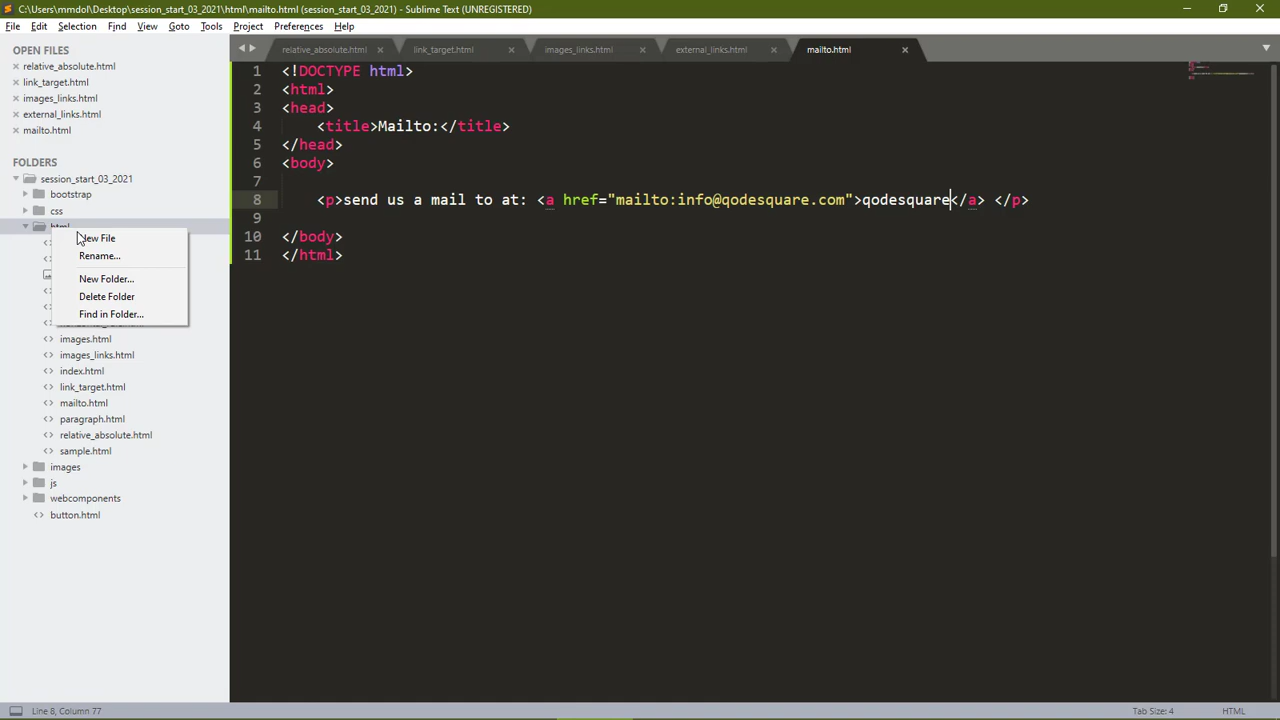 C:\Users\mmdol\Desktop\session_start_03_2021\html\mailto.html (session_start_03_2021) - Sublime Text (UNREGISTERED)
File Edit Selection Find View Goto Tools Project Preferences Help
OPEN FILES
relative_absolute.html
link_target.html
images_links.html
external_links.html
mailto.html
FOLDERS
session_start_03_2021
bootstrap
css
html
New File
Rename...
New Folder...
Delete Folder
Find in Folder...
images.html
images_links.html
index.html
link_target.html
mailto.html
paragraph.html
relative_absolute.html
sample.html
images
js
webcomponents
button.html
relative_absolute.html link_target.html images_links.html external_links.html mailto.html
1 <!DOCTYPE html>
2 <html>
3 <head>
4 <title>Mailto:</title>
5 </head>
6 <body>
7
8 <p>send us a mail to at: <a href="mailto:info@qodesquare.com">qodesquare</a> </p>
9
10 </body>
11 </html>
Line 8, Column 77
Tab Size: 4
HTML